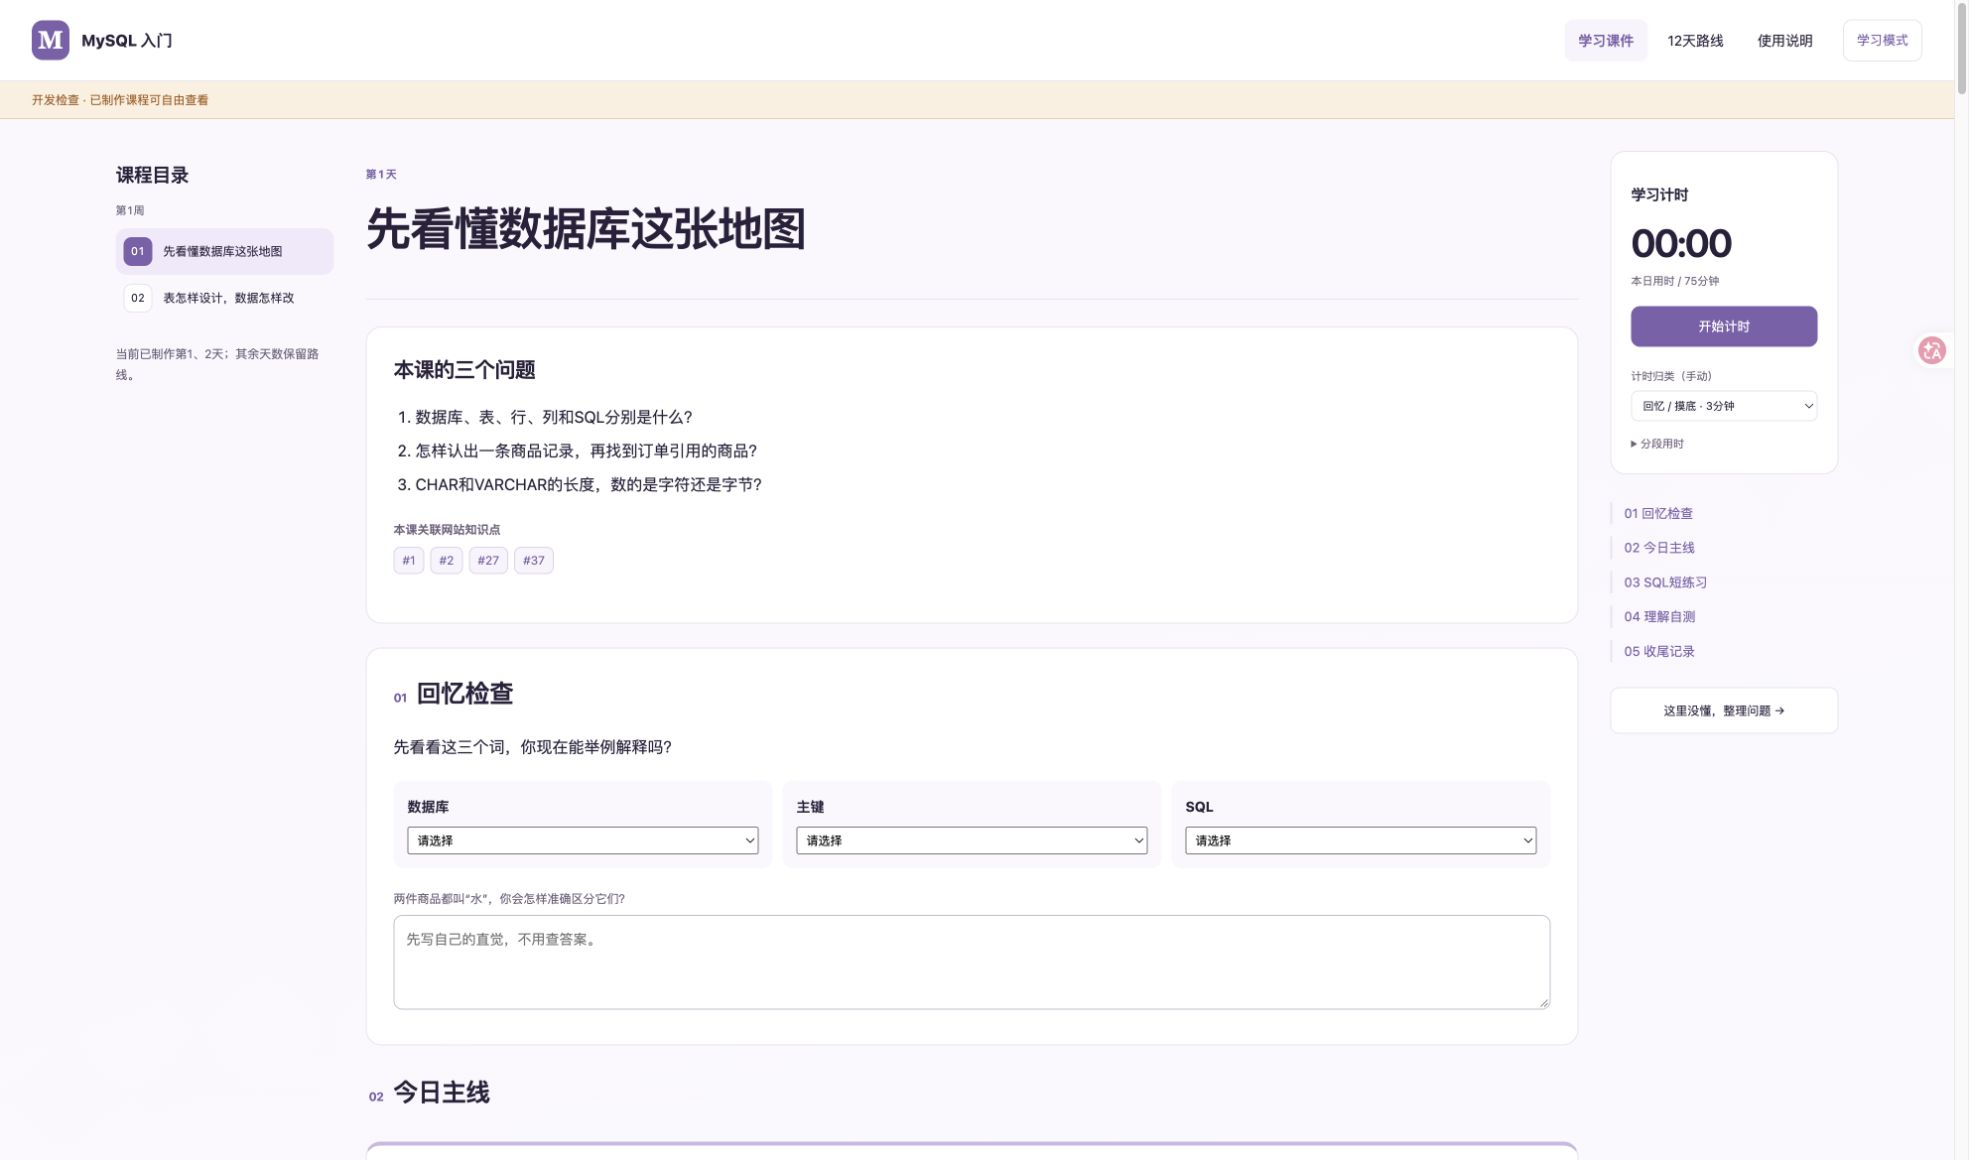 M MySQL 入门
学习课件 12天路线 使用说明 学习模式
开发检查 · 已制作课程可自由查看
课程目录
第1周
01 先看懂数据库这张地图
02 表怎样设计，数据怎样改
当前已制作第1、2天；其余天数保留路
线。
第1天
先看懂数据库这张地图
本课的三个问题
1. 数据库、表、行、列和SQL分别是什么？
2. 怎样认出一条商品记录，再找到订单引用的商品？
3. CHAR和VARCHAR的长度，数的是字符还是字节？
本课关联网站知识点
#1 #2 #27 #37
01 回忆检查
先看看这三个词，你现在能举例解释吗？
数据库
请选择
主键
请选择
SQL
请选择
两件商品都叫“水”，你会怎样准确区分它们？
先写自己的直觉，不用查答案。
02 今日主线
学习计时
00:00
本日用时 / 75分钟
开始计时
计时归类（手动）
回忆 / 摸底 · 3分钟
▶ 分段用时
01 回忆检查
02 今日主线
03 SQL短练习
04 理解自测
05 收尾记录
这里没懂，整理问题 →